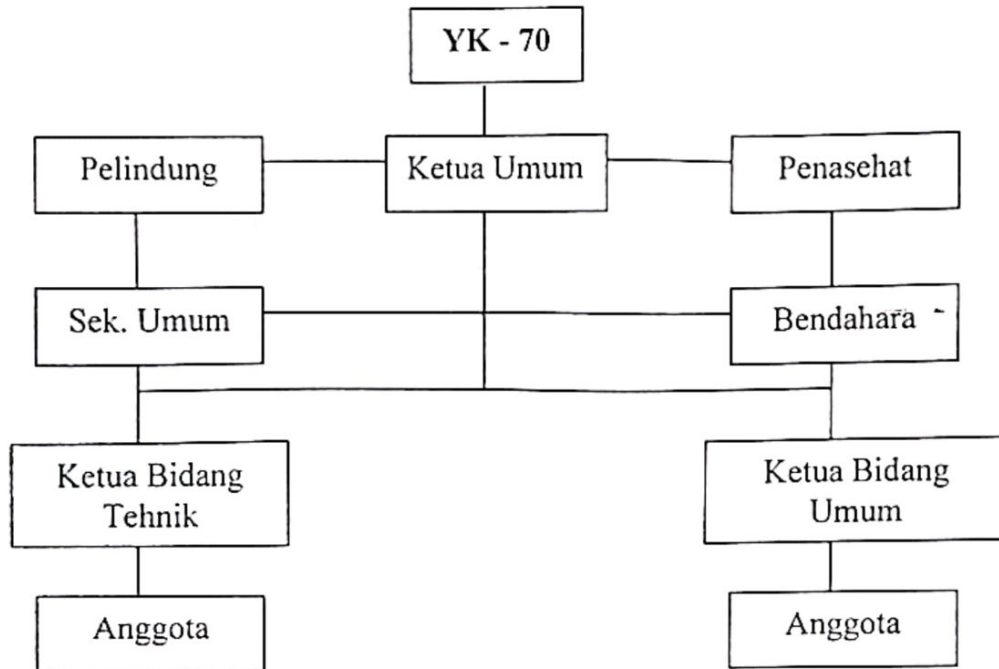 YK - 70
Pelindung
Ketua Umum
Penasehat
Sek. Umum
Bendahara
Ketua Bidang
Tehnik
Ketua Bidang
Umum
Anggota
Anggota